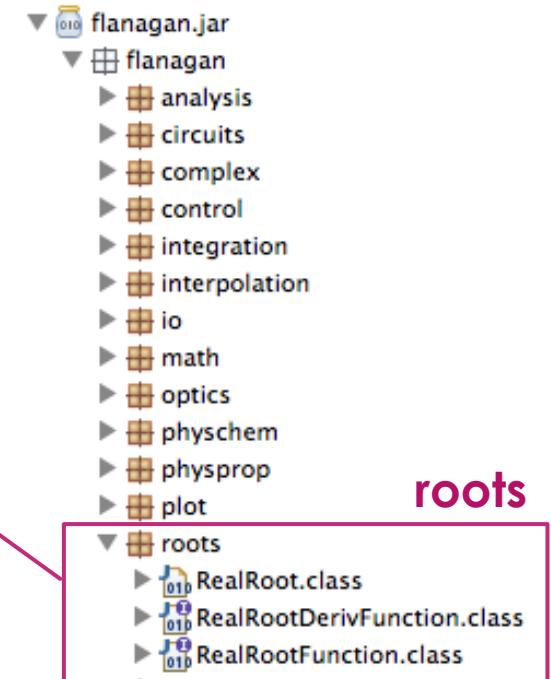 flanagan.jar
flanagan
analysis
circuits
complex
control
integration
interpolation
io
math
optics
physchem
physprop
plot
roots
roots
RealRoot.class
RealRootDerivFunction.class
RealRootFunction.class